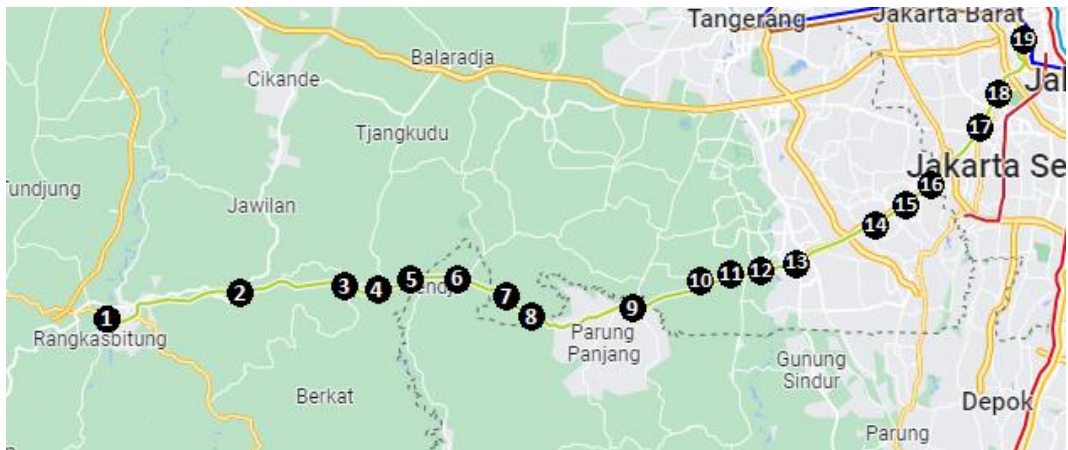 Tangerang
Jakarta Barat
19
Balaradja
Cikande
18
Tjangkudu
17
Jakarta Se
16
Tundjung
Jawilan
15
14
13
12
11
10
6
5
4
3
2
7
8
9
1
Rangkasbitung
Parung
Panjang
Gunung
Sindur
Berkat
Depok
Parung